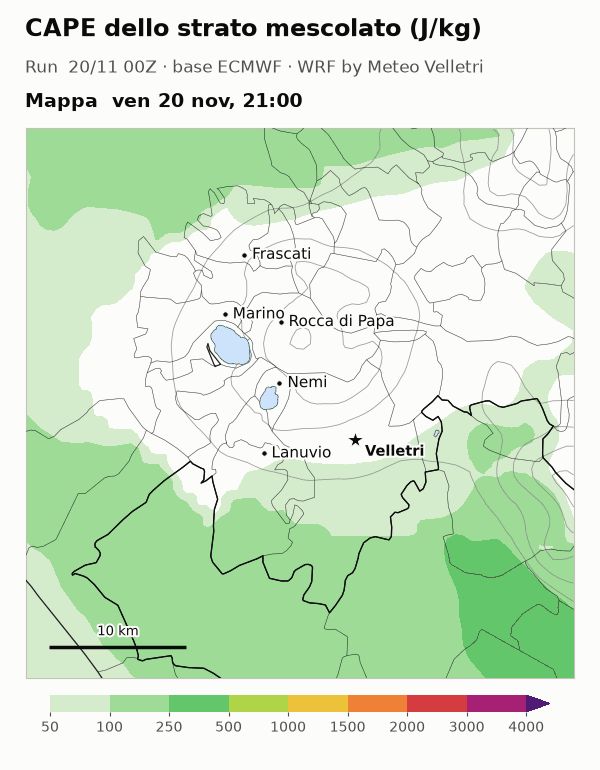 CAPE dello strato mescolato (J/kg)
Run  20/11 00Z · base ECMWF · WRF by Meteo Velletri
Mappa  ven 20 nov, 21:00
Frascati
Marino
Rocca di Papa
Nemi
Velletri
Lanuvio
10 km
50 100 250 500 1000 1500 2000 3000 4000